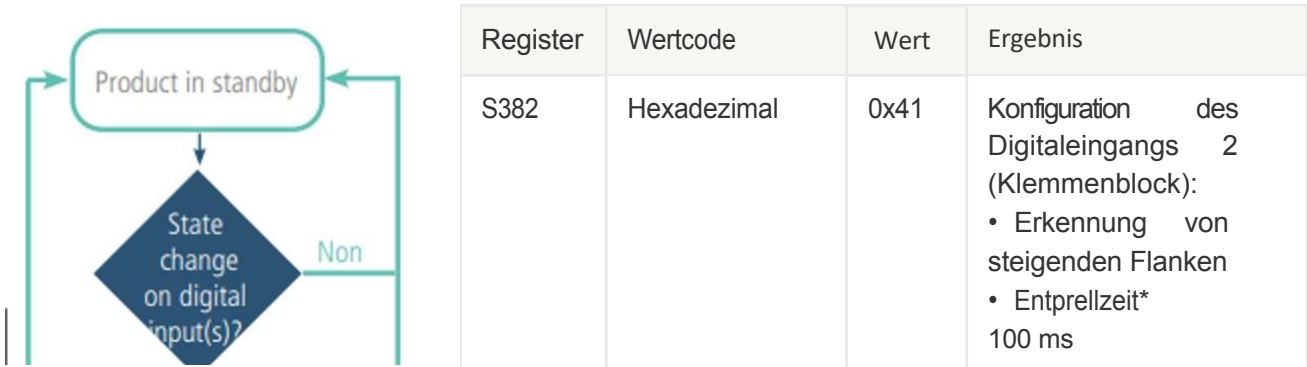 Product in standby
State
change
on digital
input(s)?
Non
Register Wertcode Wert Ergebnis
S382 Hexadezimal 0x41 Konfiguration des
Digitaleingangs 2
(Klemmenblock):
• Erkennung von
steigenden Flanken
• Entprellzeit*
100 ms